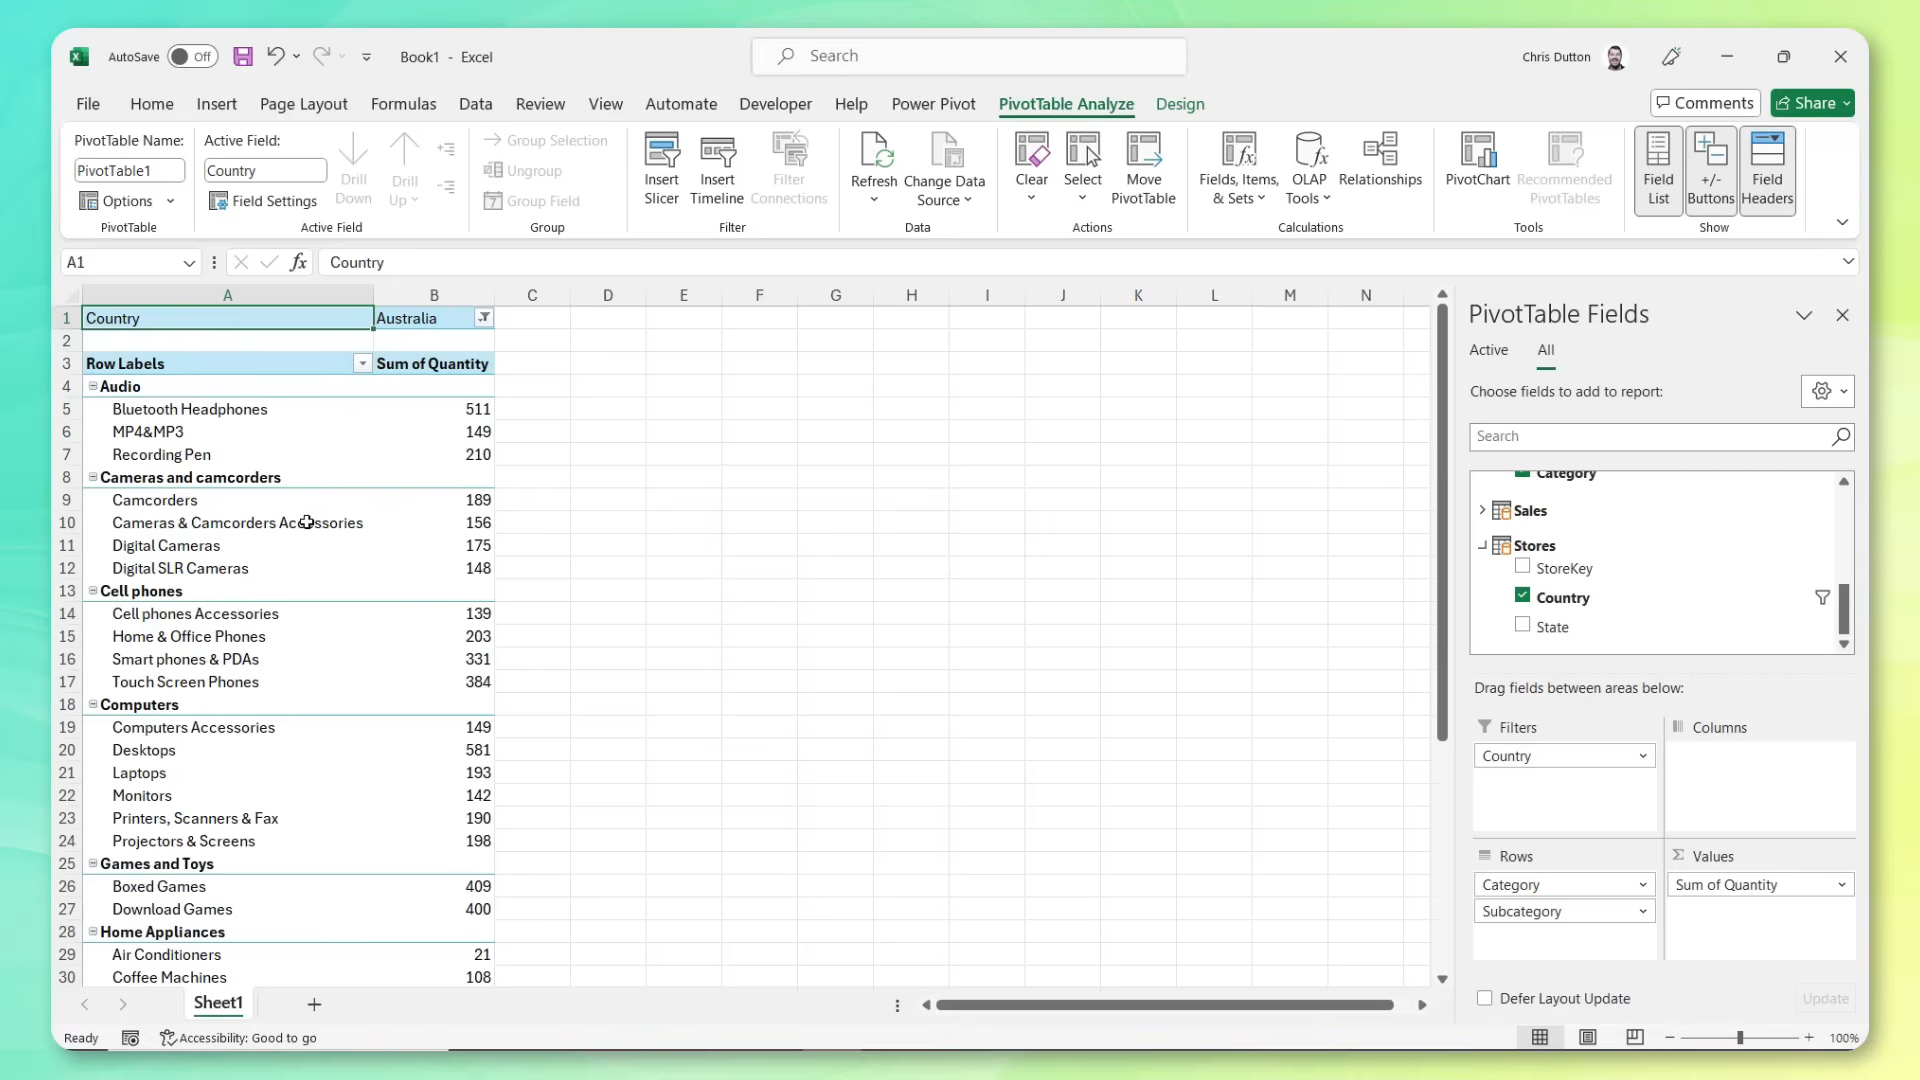 AutoSave Off Book1 - Excel Search Chris Dutton
File Home Insert Page Layout Formulas Data Review View Automate Developer Help Power Pivot PivotTable Analyze Design Comments Share
PivotTable Name:
PivotTable1
Options
PivotTable
Active Field:
Country
Field Settings
Drill Down
Drill Up
Active Field
Group Selection
Ungroup
Group Field
Group
Insert Slicer
Insert Timeline
Filter Connections
Filter
Refresh
Change Data Source
Data
Clear
Select
Move PivotTable
Actions
Fields, Items, & Sets
OLAP Tools
Relationships
Calculations
PivotChart
Recommended PivotTables
Tools
Field List
+/- Buttons
Field Headers
Show
A1 fx Country
A B C D E F G H I J K L M N
1 Country Australia
2
3 Row Labels Sum of Quantity
4 Audio
5 Bluetooth Headphones 511
6 MP4&MP3 149
7 Recording Pen 210
8 Cameras and camcorders
9 Camcorders 189
10 Cameras & Camcorders Accessories 156
11 Digital Cameras 175
12 Digital SLR Cameras 148
13 Cell phones
14 Cell phones Accessories 139
15 Home & Office Phones 203
16 Smart phones & PDAs 331
17 Touch Screen Phones 384
18 Computers
19 Computers Accessories 149
20 Desktops 581
21 Laptops 193
22 Monitors 142
23 Printers, Scanners & Fax 190
24 Projectors & Screens 198
25 Games and Toys
26 Boxed Games 409
27 Download Games 400
28 Home Appliances
29 Air Conditioners 21
30 Coffee Machines 108
Sheet1
Ready Accessibility: Good to go 100%
PivotTable Fields
Active All
Choose fields to add to report:
Search
Category
Sales
Stores
StoreKey
Country
State
Drag fields between areas below:
Filters
Country
Columns
Rows
Category
Subcategory
Values
Sum of Quantity
Defer Layout Update Update